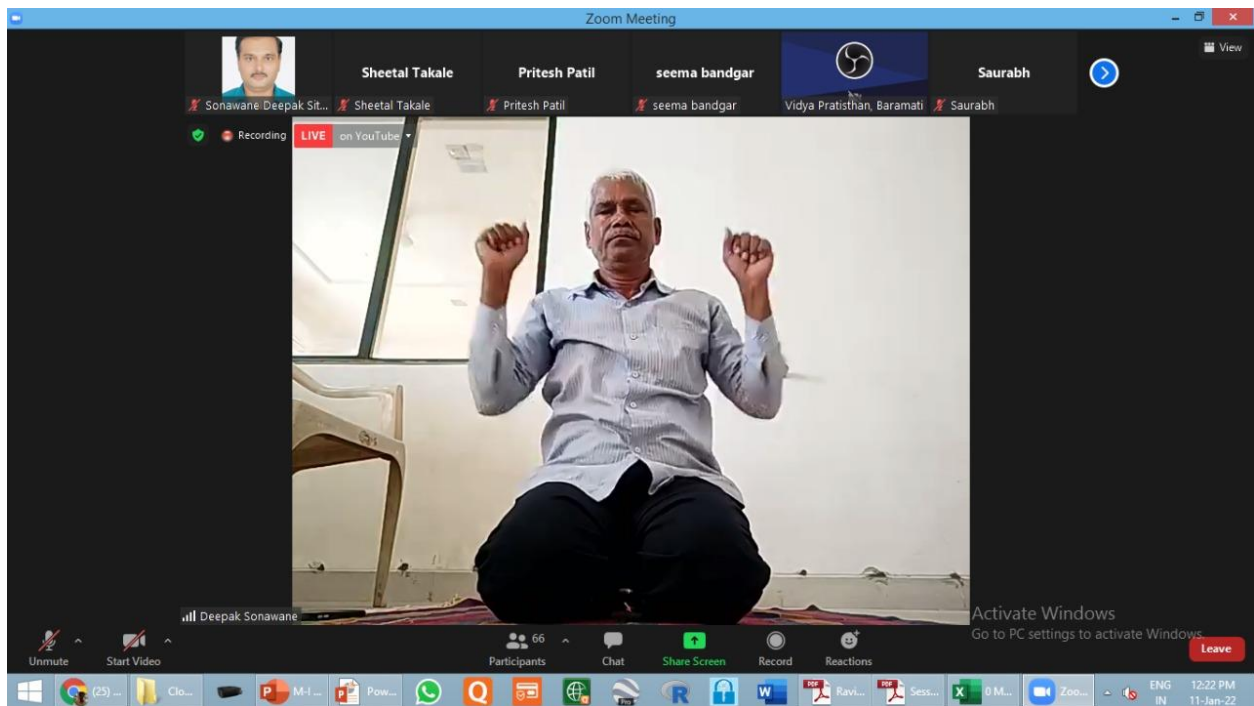 Zoom Meeting
View
Sheetal Takale
Pritesh Patil
seema bandgar
Saurabh
Sonawane Deepak Sit...
Sheetal Takale
Pritesh Patil
seema bandgar
Vidya Pratisthan, Baramati
Saurabh
Recording
LIVE
on YouTube
Deepak Sonawane
Activate Windows
Go to PC settings to activate Windows.
Unmute
Start Video
66
Participants
Chat
Share Screen
Record
Reactions
Leave
(25) ...
Clo...
M-I ...
Pow...
Ravi...
Sess...
0 M...
Zoo...
ENG
IN
12:22 PM
11-Jan-22